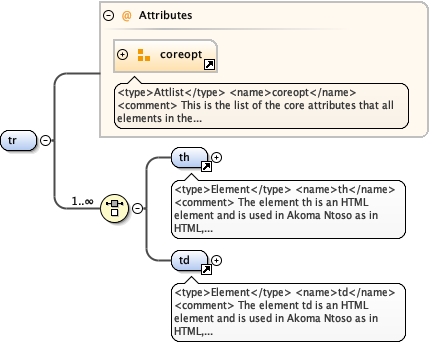 @ Attributes
coreopt
<type>Attlist</type> <name>coreopt</name>
<comment> This is the list of the core attributes that all
elements in the...
tr
th
1..∞
<type>Element</type> <name>th</name>
<comment> The element th is an HTML
element and is used in Akoma Ntoso as in
HTML,...
td
<type>Element</type> <name>td</name>
<comment> The element td is an HTML
element and is used in Akoma Ntoso as in
HTML,...